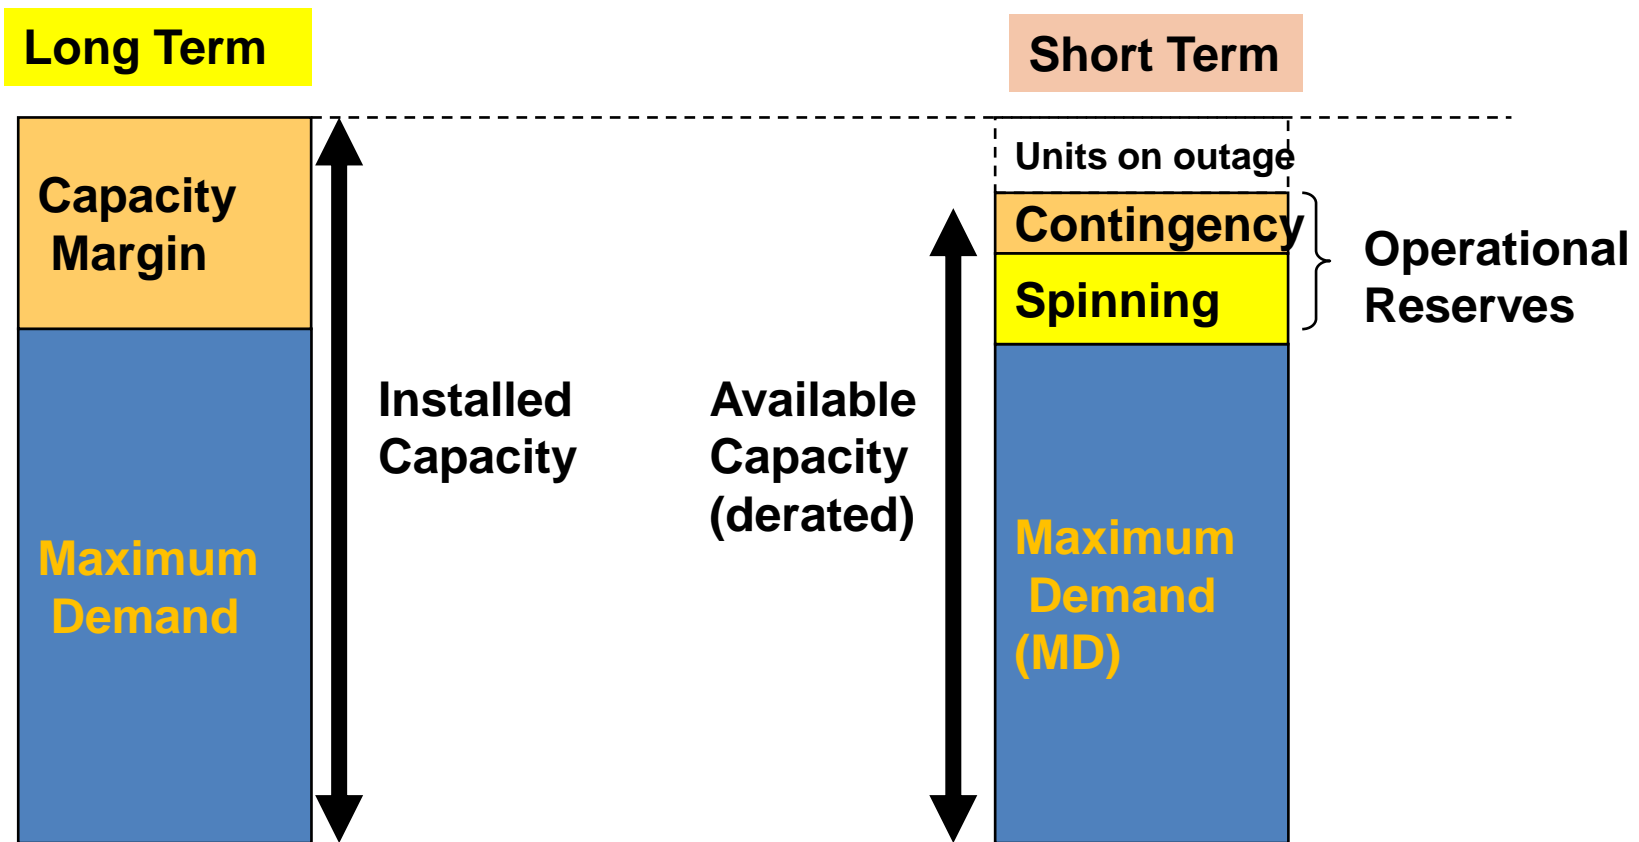 Long Term
Short Term
Capacity
Margin
Maximum
Demand
Installed
Capacity
Available
Capacity
(derated)
Units on outage
Contingency
Spinning
Maximum
Demand
(MD)
Operational
Reserves